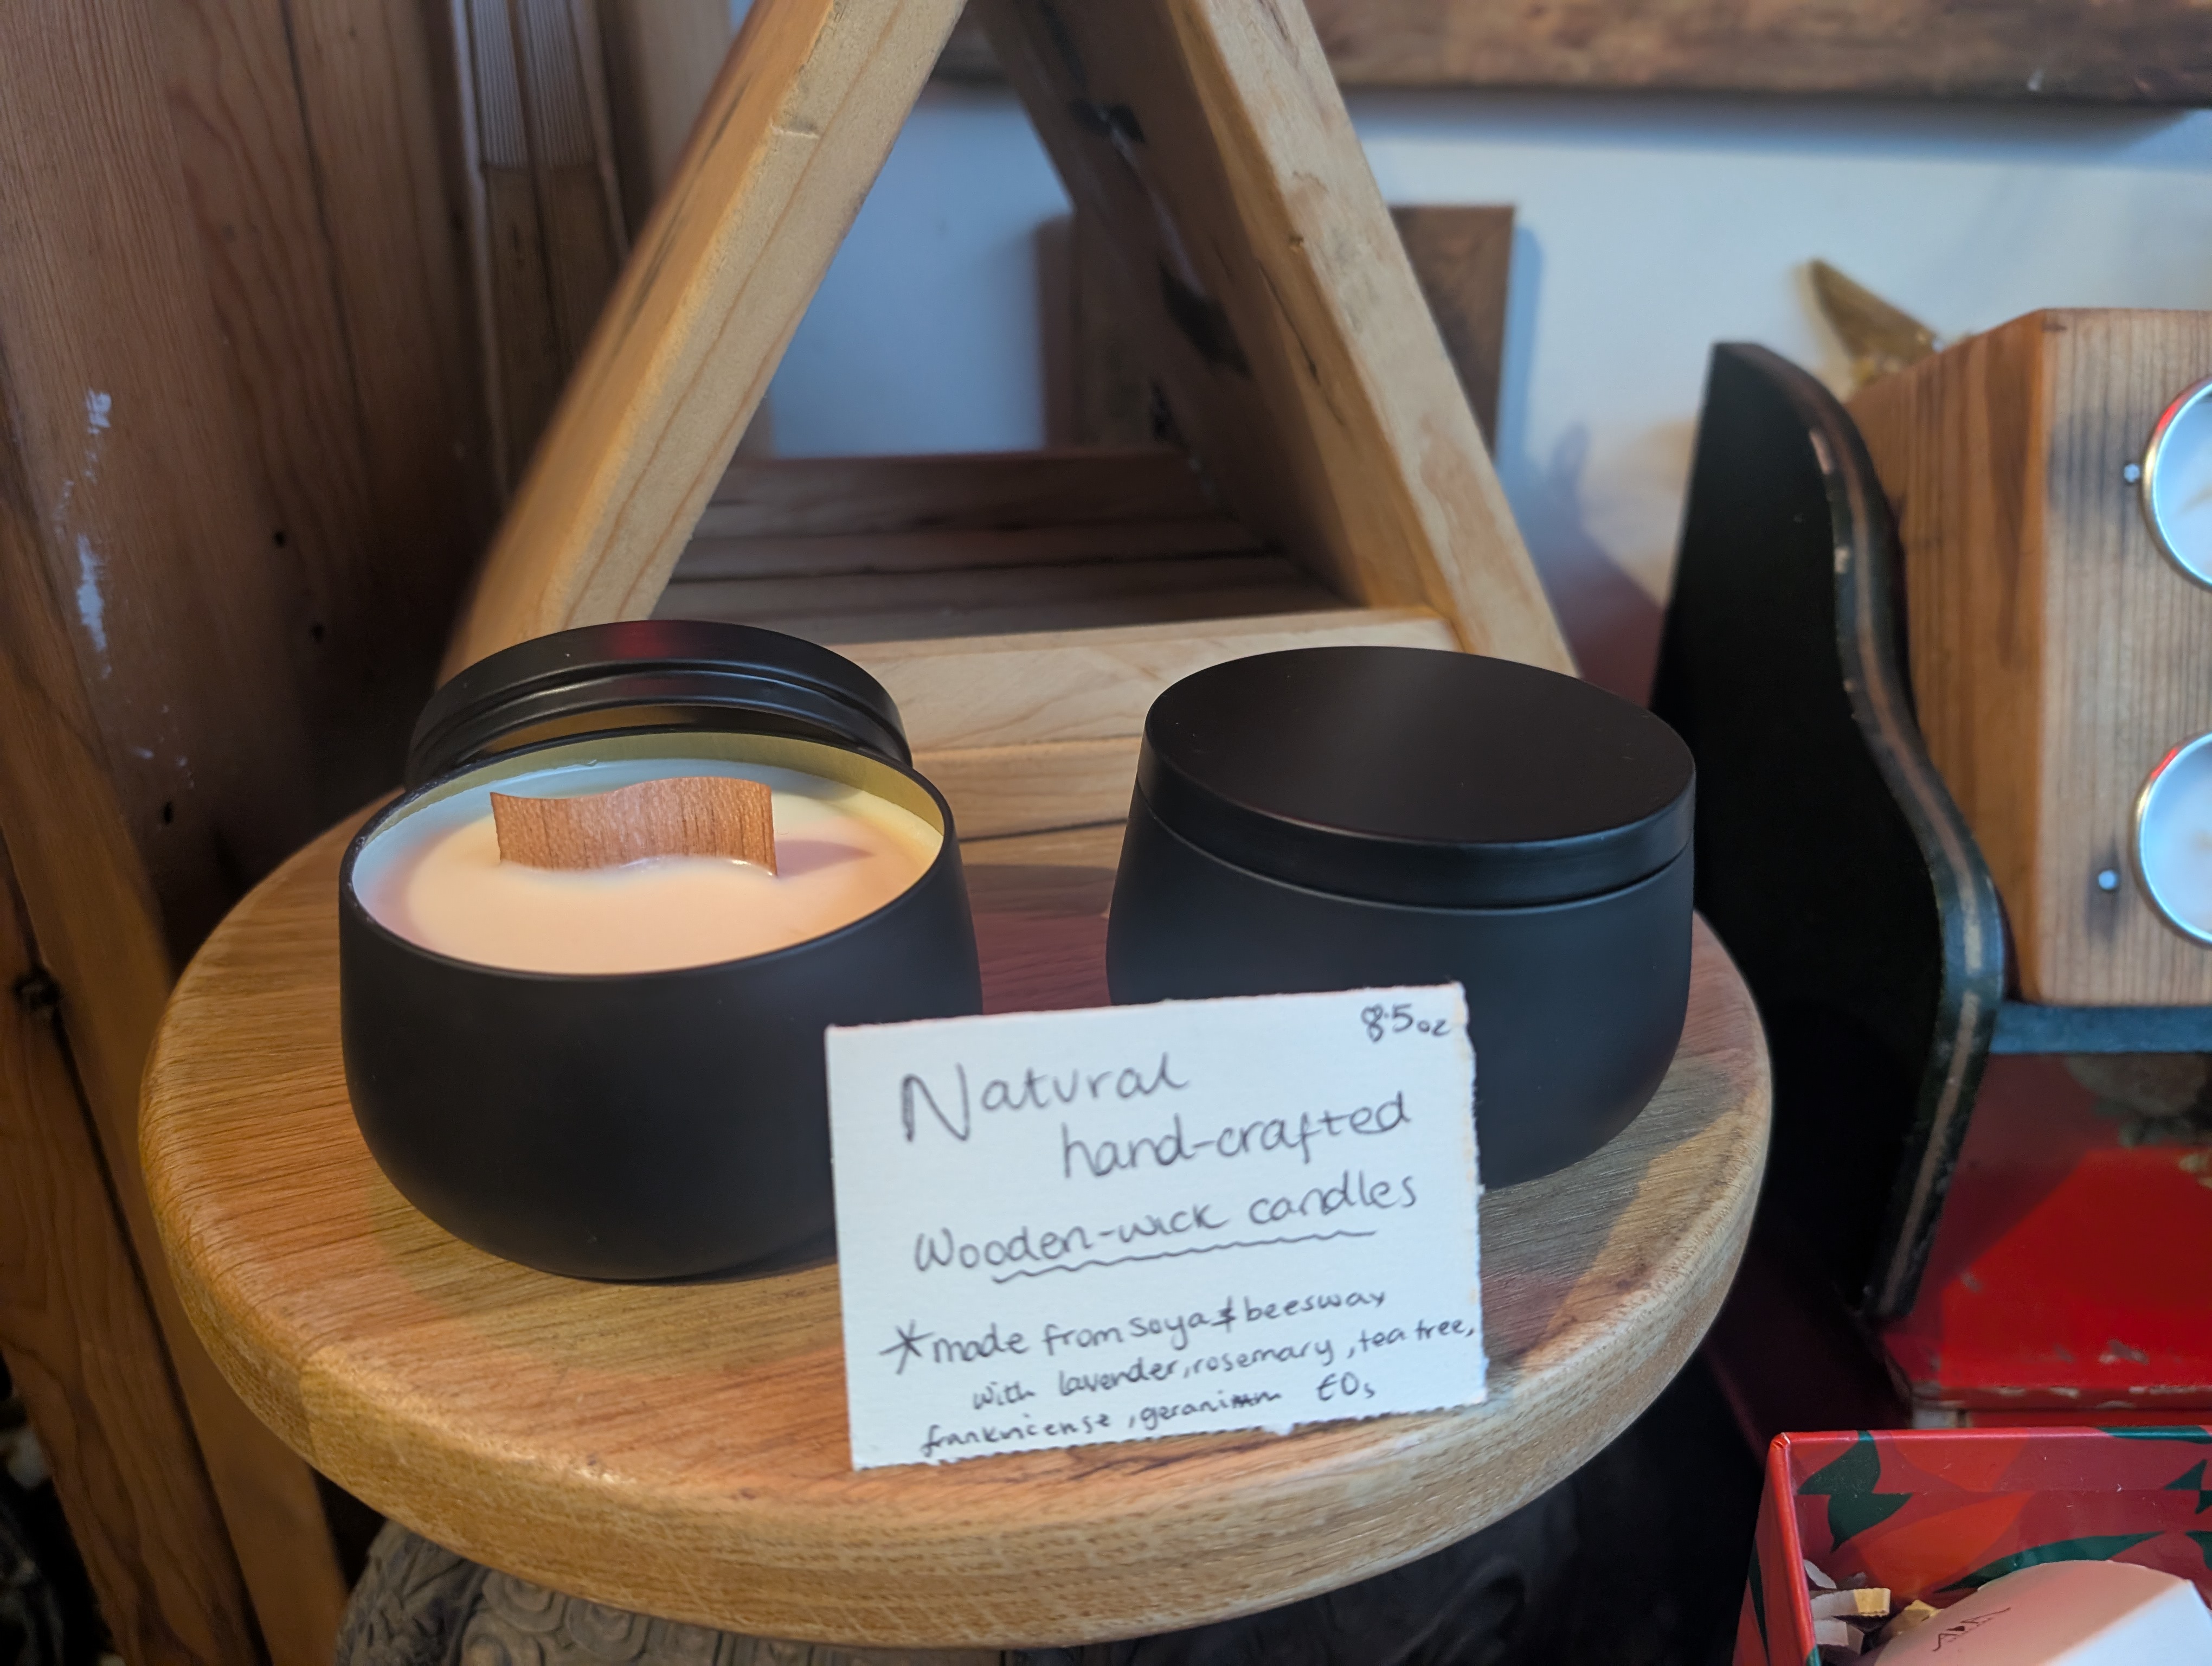 8.5oz
Natural
hand-crafted
Wooden-wick candles
*made from soya & beeswax
with lavender, rosemary, tea tree,
frankincense, geranium EOs